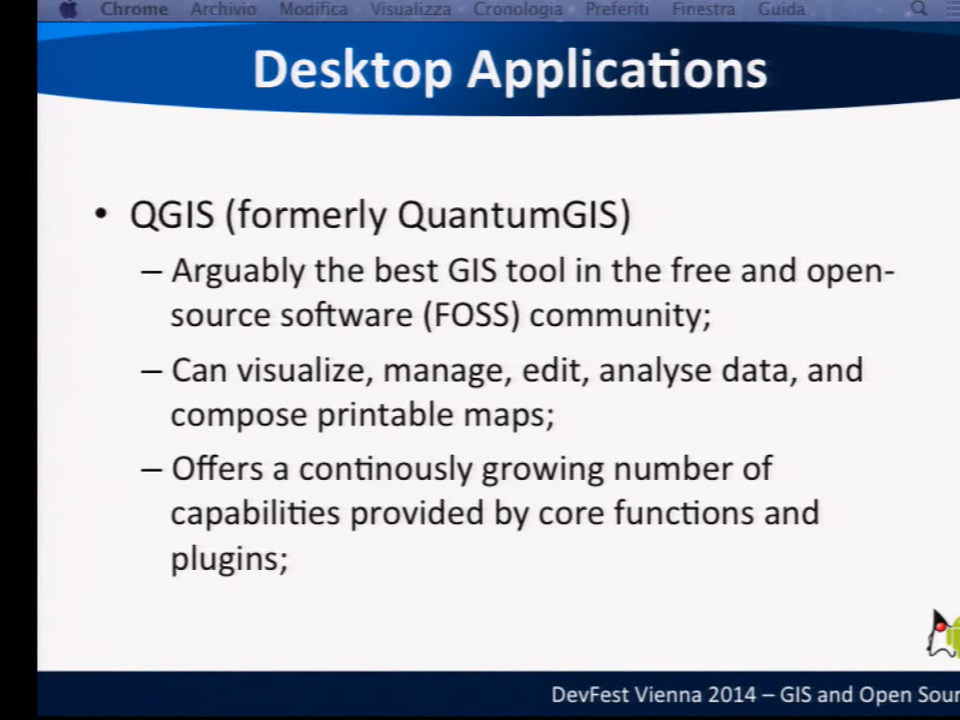 Chrome Archivio Modifica Visualizza Cronologia Preferiti Finestra Guida
Desktop Applications
• QGIS (formerly QuantumGIS)
– Arguably the best GIS tool in the free and open-
source software (FOSS) community;
– Can visualize, manage, edit, analyse data, and
compose printable maps;
– Offers a continously growing number of
capabilities provided by core functions and
plugins;
DevFest Vienna 2014 – GIS and Open Sour